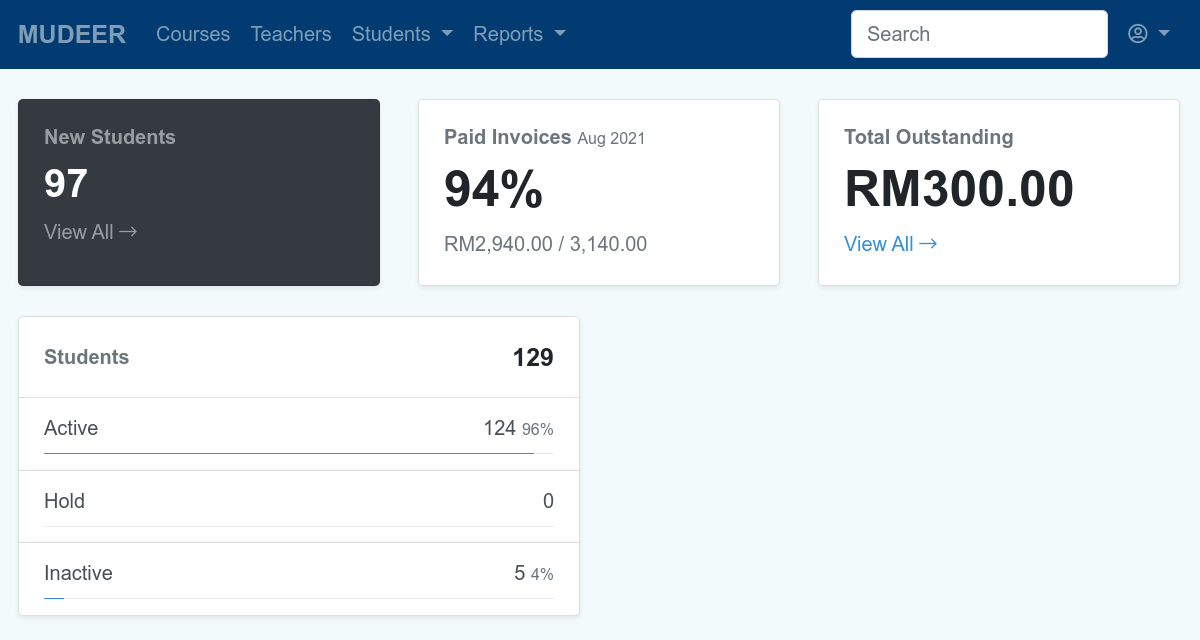 MUDEER Courses Teachers Students Reports Search
New Students
97
View All →
Paid Invoices Aug 2021
94%
RM2,940.00 / 3,140.00
Total Outstanding
RM300.00
View All →
Students 129
Active 124 96%
Hold 0
Inactive 5 4%